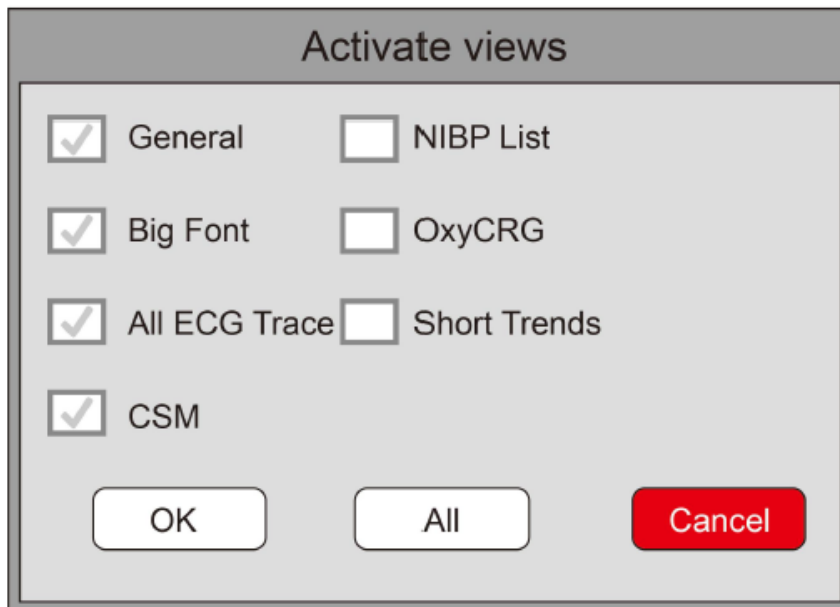 Activate views
General NIBP List
Big Font OxyCRG
All ECG Trace Short Trends
CSM
OK All Cancel